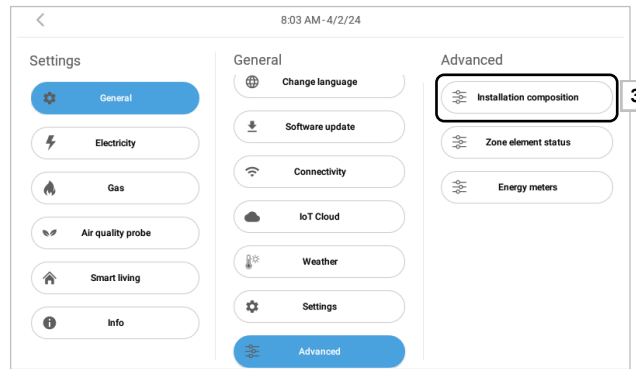 8:03 AM - 4/2/24
Settings
General
Electricity
Gas
Air quality probe
Smart living
Info
General
Change language
Software update
Connectivity
IoT Cloud
Weather
Settings
Advanced
Advanced
Installation composition
3
Zone element status
Energy meters